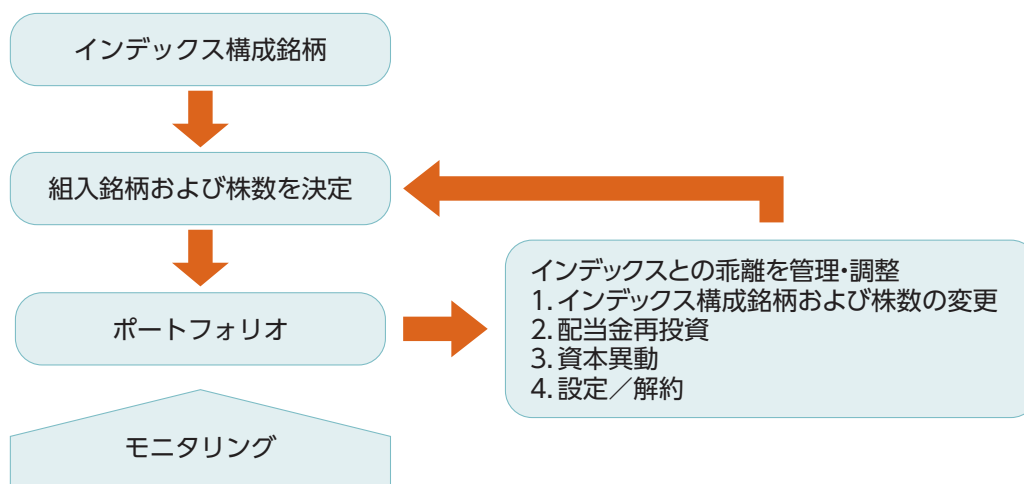 インデックス構成銘柄
組入銘柄および株数を決定
ポートフォリオ
モニタリング
インデックスとの乖離を管理・調整
1. インデックス構成銘柄および株数の変更
2. 配当金再投資
3. 資本異動
4. 設定／解約